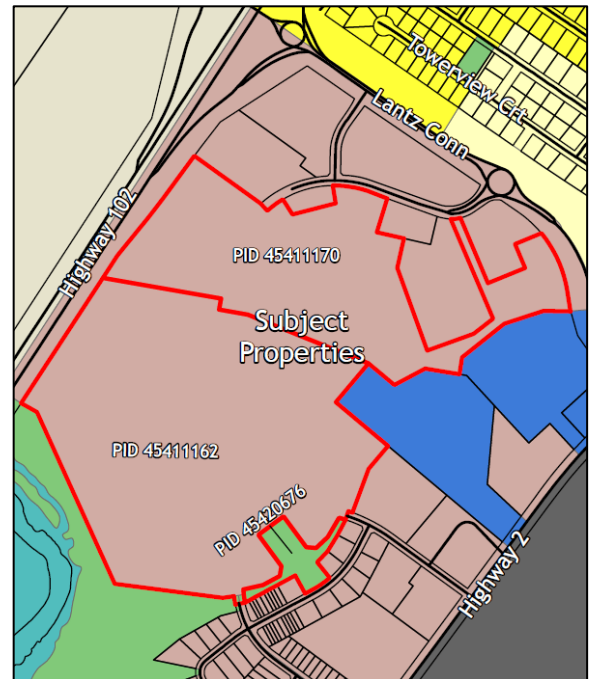 Towerview Crt
Lantz Conn
Highway 102
PID 45411170
Subject
Properties
PID 45411162
PID 45420676
Highway 2